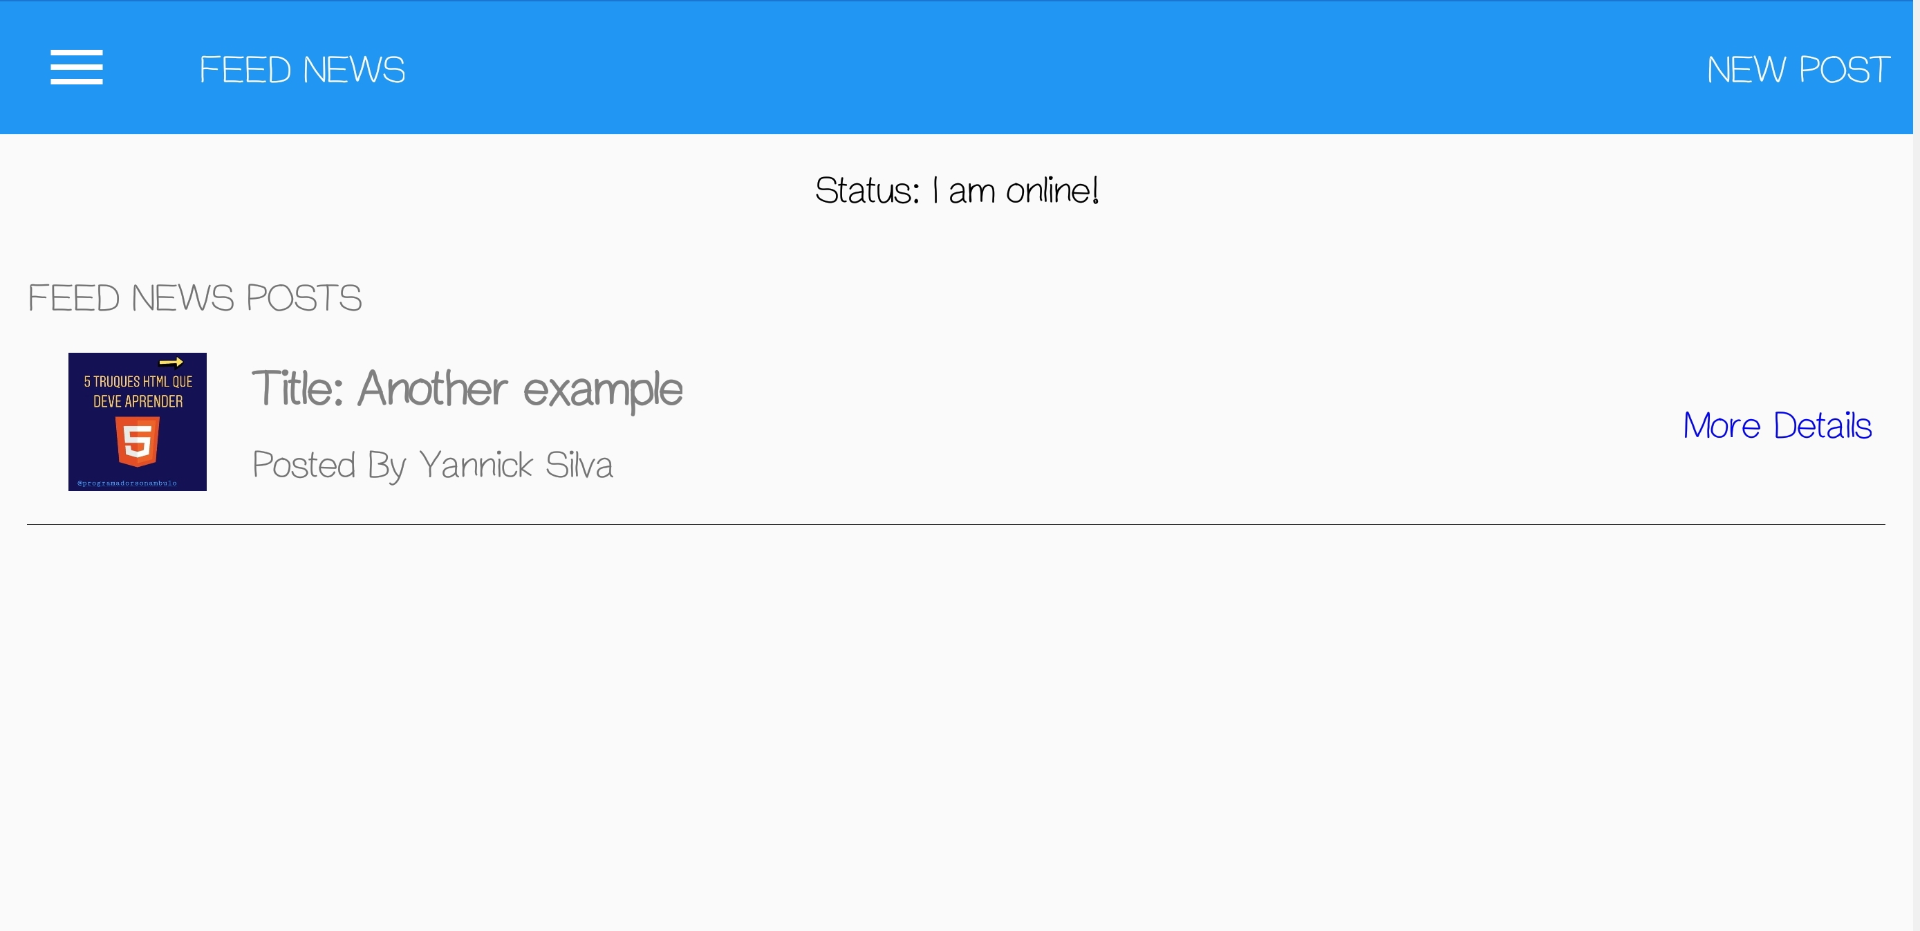 FEED NEWS
NEW POST
Status: I am online!
FEED NEWS POSTS
5 TRUQUES HTML QUE
DEVE APRENDER
5
@programadorsonambulo
Title: Another example
Posted By Yannick Silva
More Details